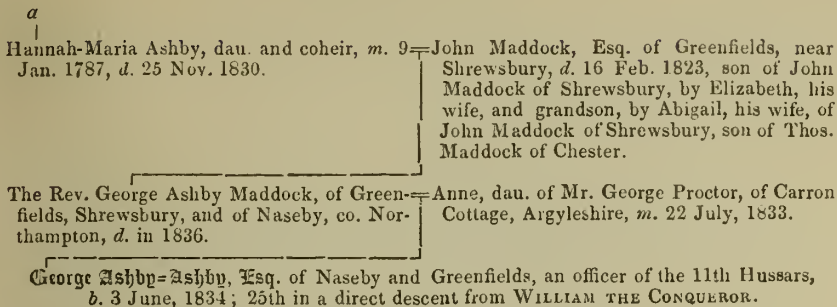 a
Hannah-Maria Ashby, dau. and coheir, m. 9
Jan. 1787, d. 25 Nov. 1830.
John Maddock, Esq. of Greenfields, near
Shrewsbury, d. 16 Feb. 1823, son of John
Maddock of Shrewsbury, by Elizabeth, his
wife, and grandson, by Abigail, his wife, of
John Maddock of Shrewsbury, son of Thos.
Maddock of Chester.
The Rev. George Ashby Maddock, of Green-
fields, Shrewsbury, and of Naseby, co. Nor-
thampton, d. in 1836.
Anne, dau. of Mr. George Proctor, of Carron
Cottage, Argyleshire, m. 22 July, 1833.
George Ashby=Ashby, Esq. of Naseby and Greenfields, an officer of the 11th Hussars,
b. 3 June, 1834; 25th in a direct descent from WILLIAM THE CONQUEROR.